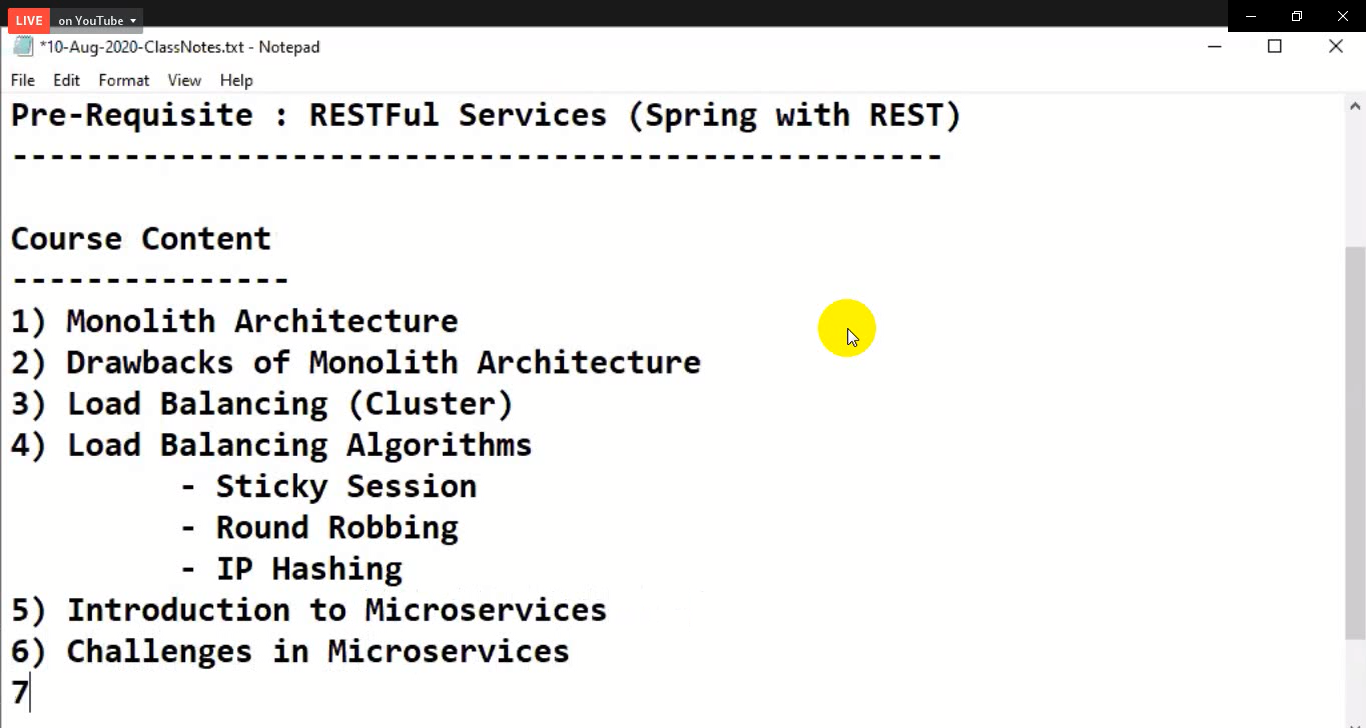 LIVE on YouTube
*10-Aug-2020-ClassNotes.txt - Notepad
File Edit Format View Help
Pre-Requisite : RESTFul Services (Spring with REST)
--------------------------------------------------
Course Content
---------------
1) Monolith Architecture
2) Drawbacks of Monolith Architecture
3) Load Balancing (Cluster)
4) Load Balancing Algorithms
- Sticky Session
- Round Robbing
- IP Hashing
5) Introduction to Microservices
6) Challenges in Microservices
7